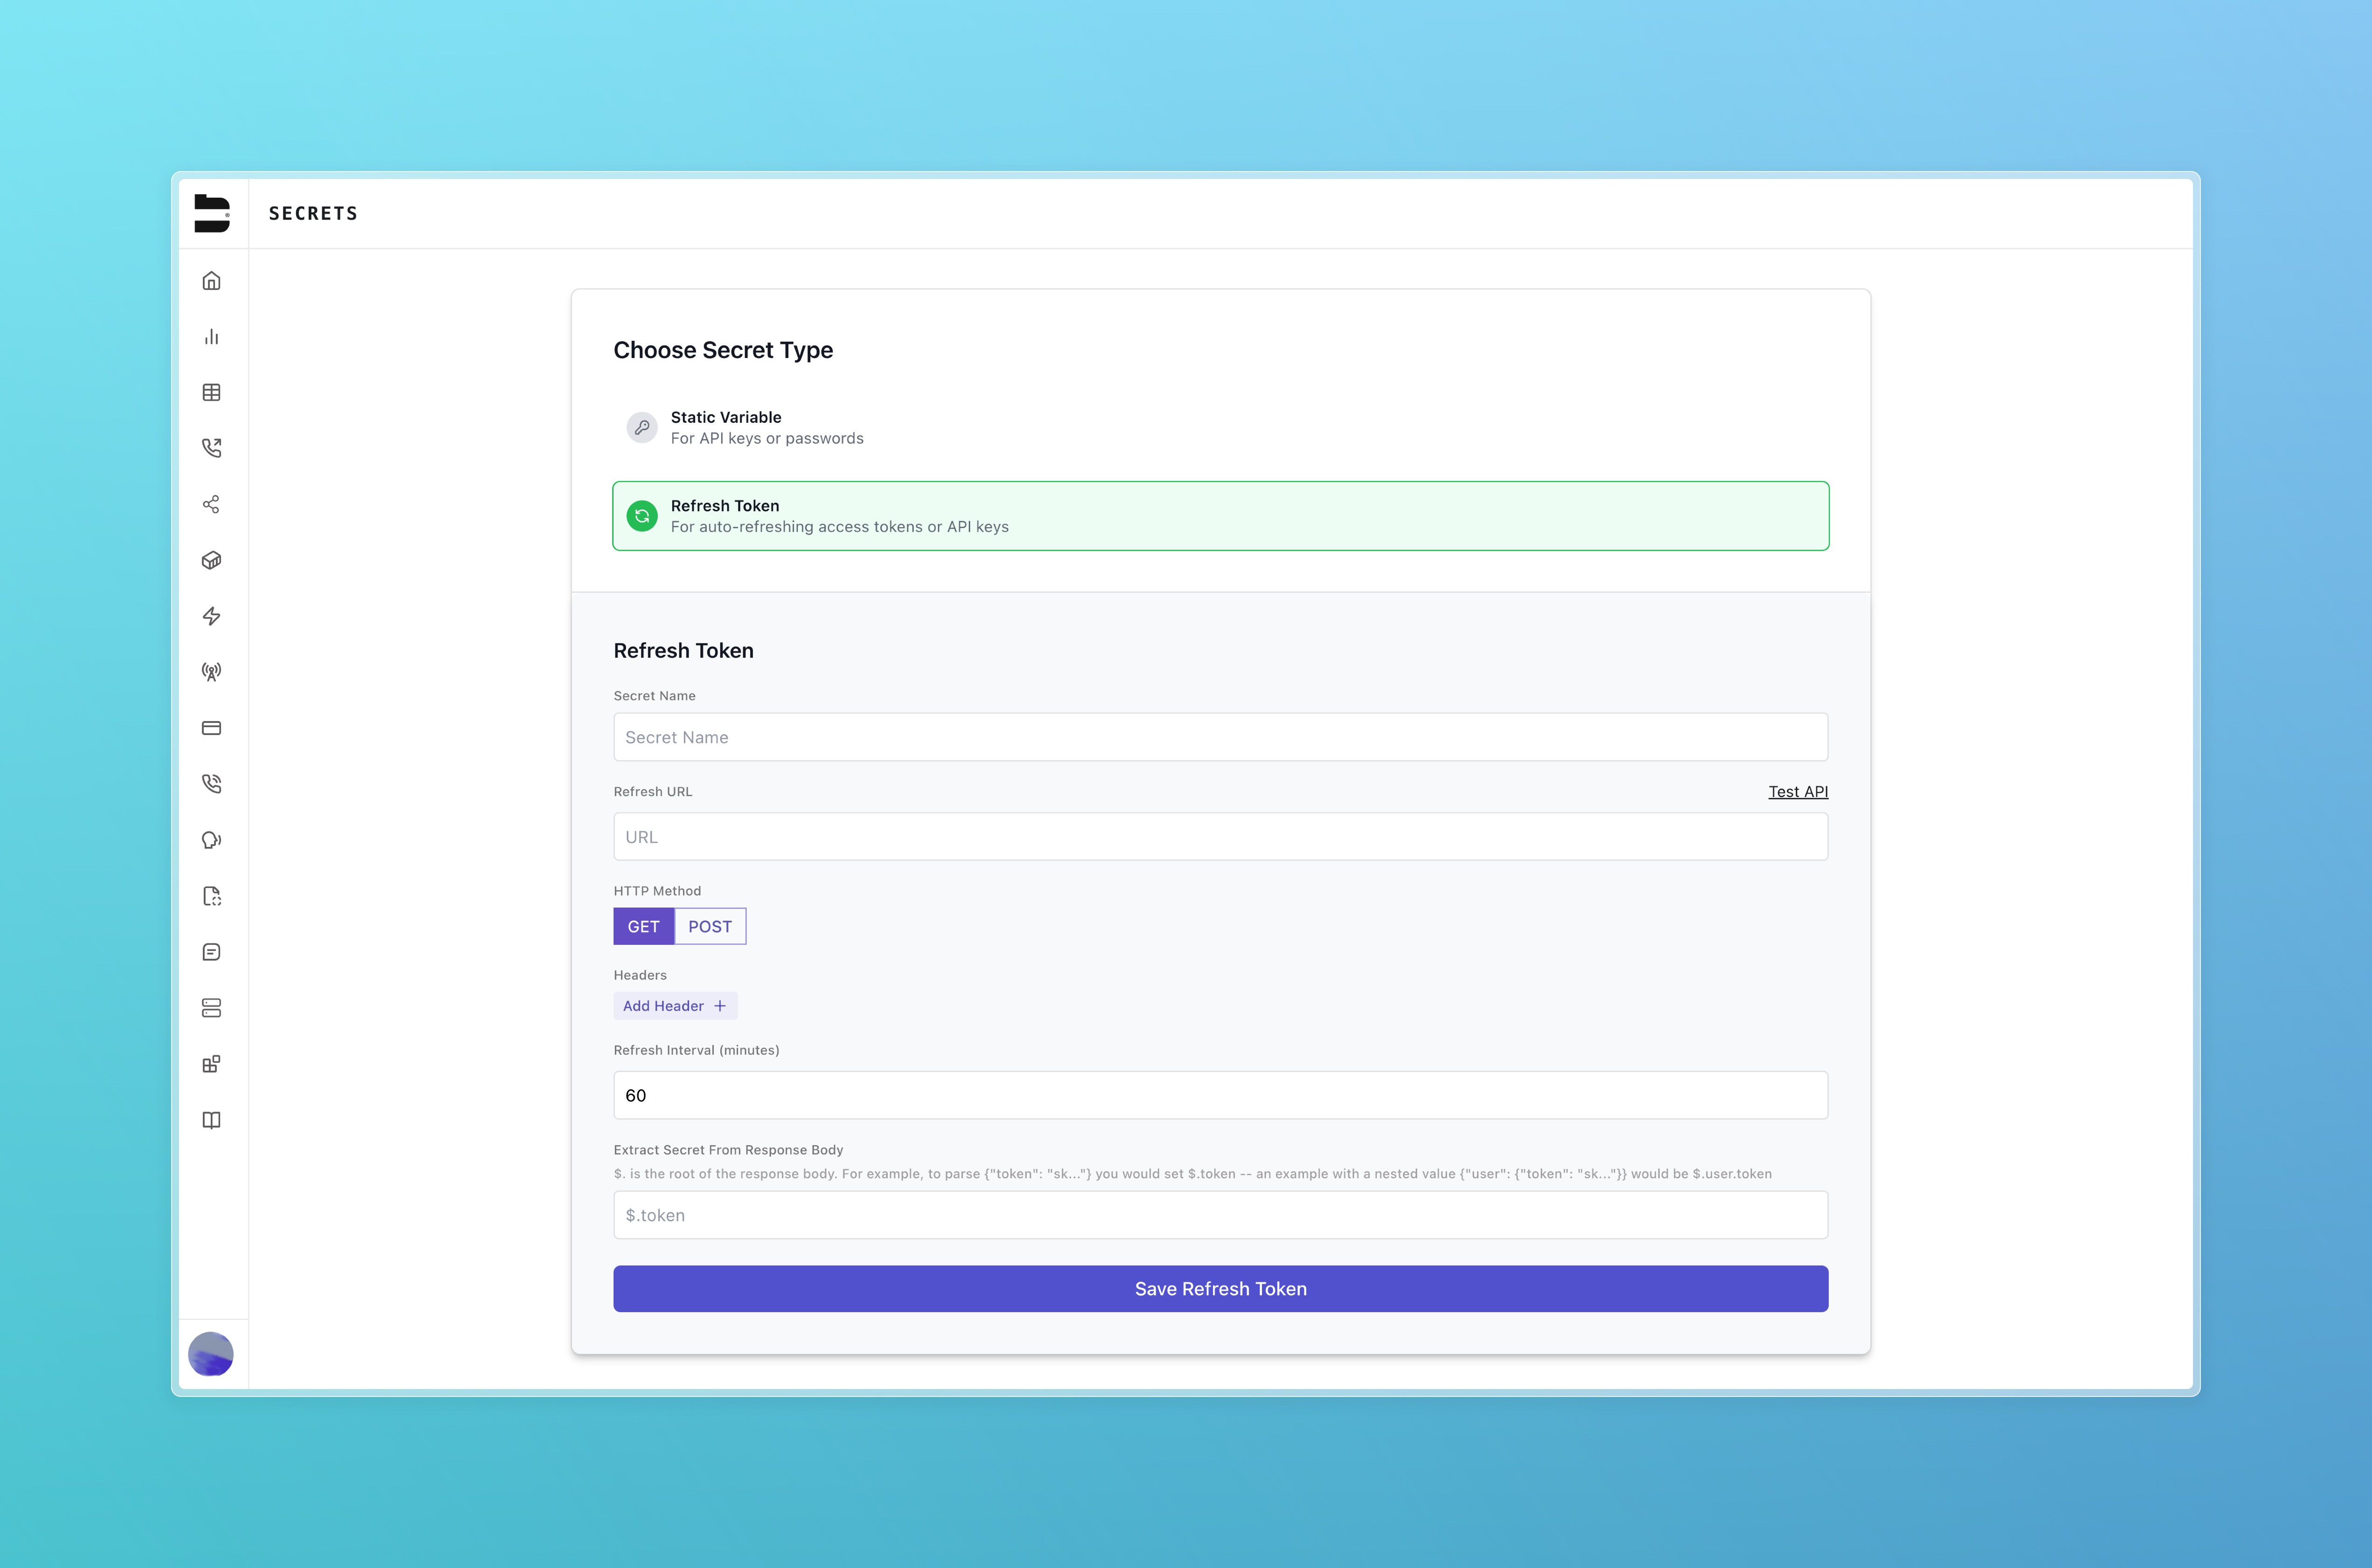 SECRETS
Choose Secret Type
Static Variable
For API keys or passwords
Refresh Token
For auto-refreshing access tokens or API keys
Refresh Token
Secret Name
Secret Name
Refresh URL
Test API
URL
HTTP Method
GET
POST
Headers
Add Header +
Refresh Interval (minutes)
60
Extract Secret From Response Body
$. is the root of the response body. For example, to parse {"token": "sk..."} you would set $.token -- an example with a nested value {"user": {"token": "sk..."}} would be $.user.token
$.token
Save Refresh Token